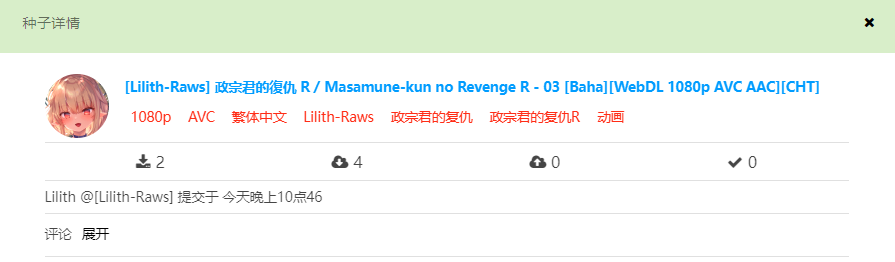 种子详情
[Lilith-Raws] 政宗君的復仇 R / Masamune-kun no Revenge R - 03 [Baha][WebDL 1080p AVC AAC][CHT]
1080p AVC 繁体中文 Lilith-Raws 政宗君的复仇 政宗君的复仇R 动画
2 4 0 0
Lilith @[Lilith-Raws] 提交于 今天晚上10点46
评论 展开